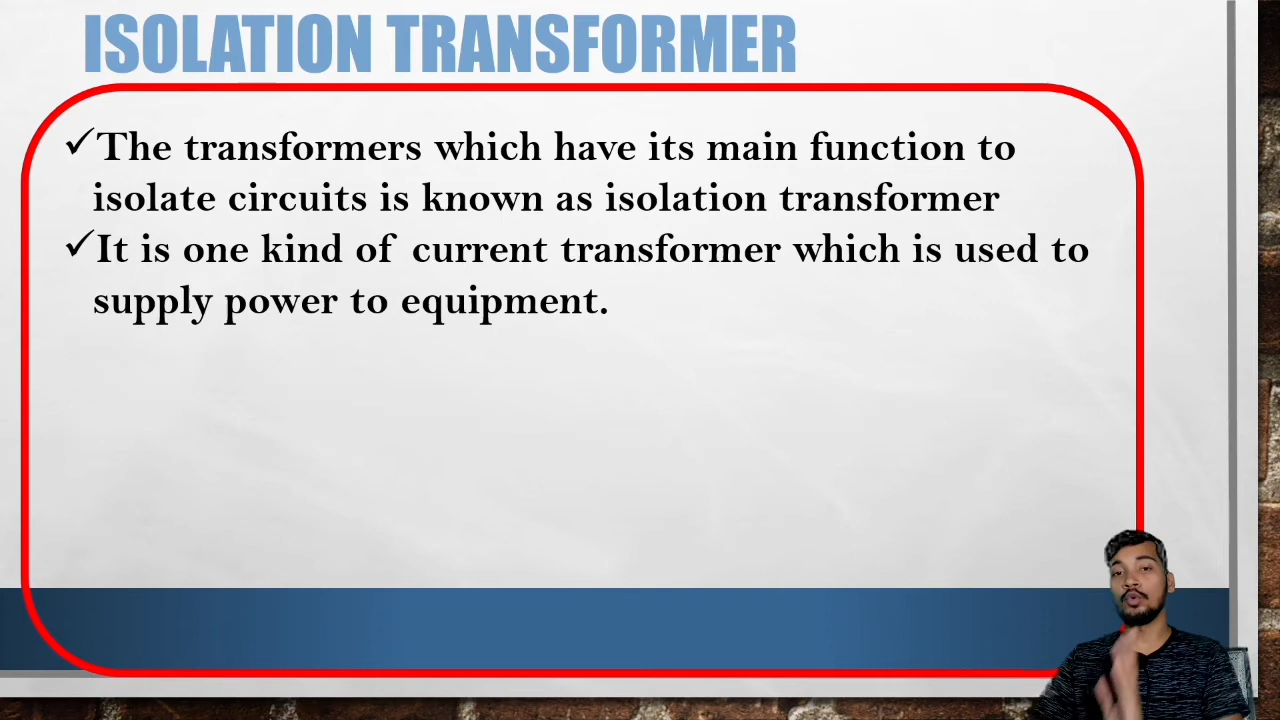 ISOLATION TRANSFORMER
✓The transformers which have its main function to
isolate circuits is known as isolation transformer
✓It is one kind of current transformer which is used to
supply power to equipment.